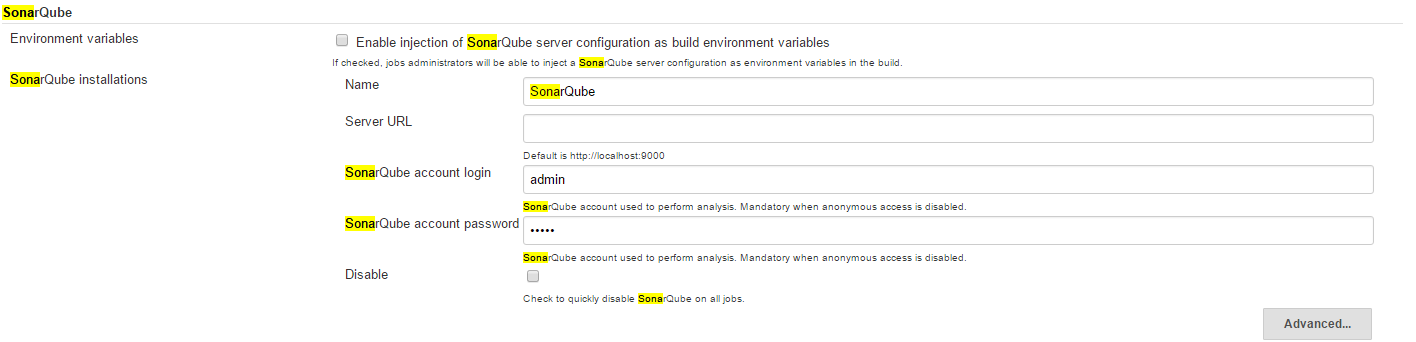 SonarQube
Environment variables
Enable injection of SonarQube server configuration as build environment variables
If checked, jobs administrators will be able to inject a SonarQube server configuration as environment variables in the build.
SonarQube installations
Name
SonarQube
Server URL
Default is http://localhost:9000
SonarQube account login
admin
SonarQube account used to perform analysis. Mandatory when anonymous access is disabled.
SonarQube account password
•••••
SonarQube account used to perform analysis. Mandatory when anonymous access is disabled.
Disable
Check to quickly disable SonarQube on all jobs.
Advanced...